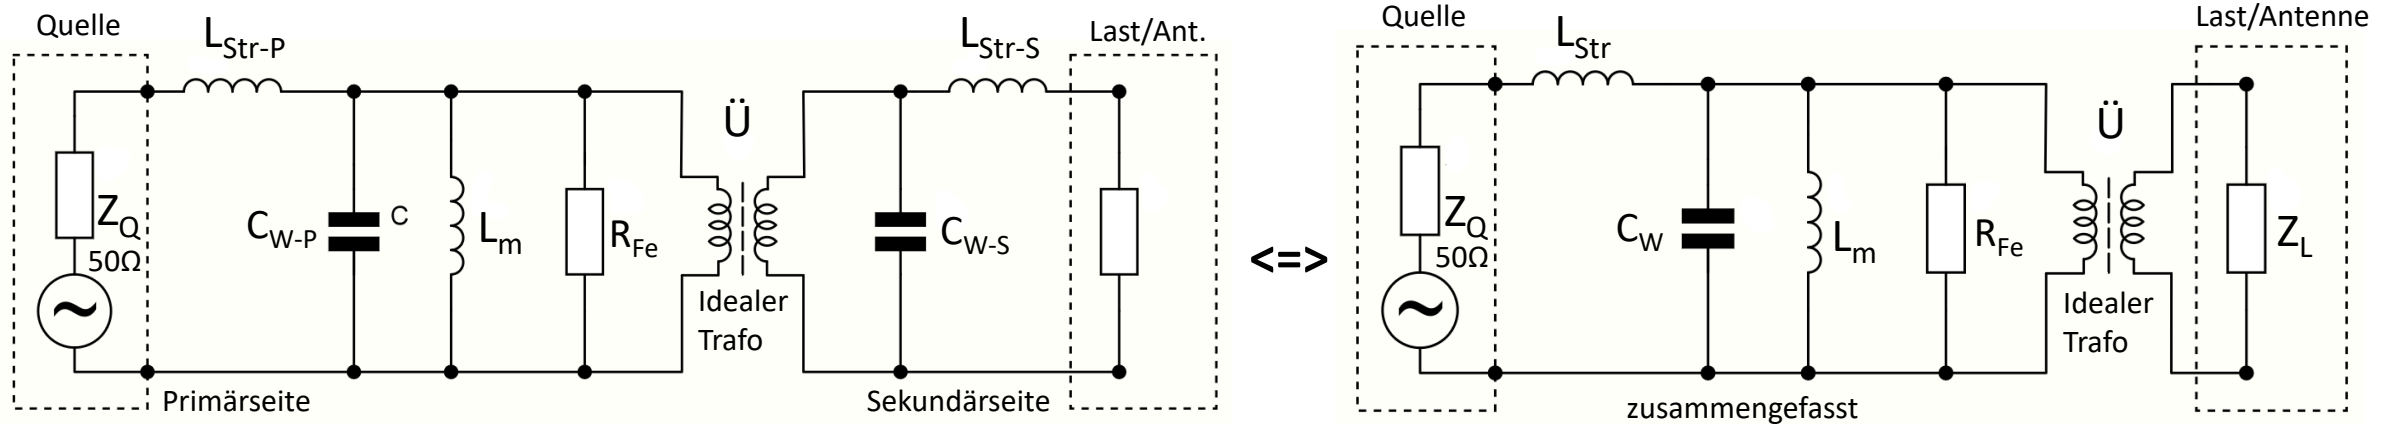 Quelle
L_Str-P
L_Str-S
Last/Ant.
Ü
Z_Q
50Ω
~
C_W-P
C
L_m
R_Fe
C_W-S
Idealer
Trafo
Primärseite
Sekundärseite
<=>
Quelle
L_Str
Last/Antenne
Ü
Z_Q
50Ω
~
C_W
L_m
R_Fe
Z_L
Idealer
Trafo
zusammengefasst